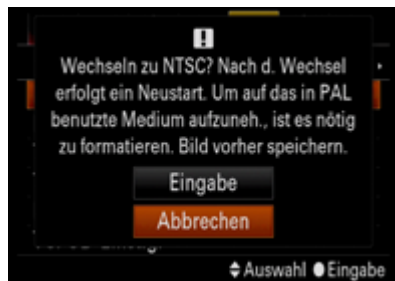 Wechseln zu NTSC? Nach d. Wechsel
erfolgt ein Neustart. Um auf das in PAL
benutzte Medium aufzuneh., ist es nötig
zu formatieren. Bild vorher speichern.
Eingabe
Abbrechen
Auswahl Eingabe